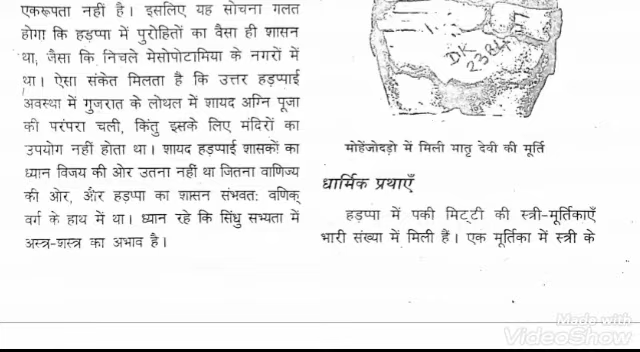 एकरूपता नहीं है। इसलिए यह सोचना गलत
होगा कि हड़प्पा में पुरोहितों का वैसा ही शासन
था, जैसा कि निचले मेसोपोटामिया के नगरों में
था। ऐसा संकेत मिलता है कि उत्तर हड़प्पाई
अवस्था में गुजरात के लोथल में शायद अग्नि पूजा
की परंपरा चली, किंतु इसके लिए मंदिरों का
उपयोग नहीं होता था। शायद हड़प्पाई शासकों का
ध्यान विजय की ओर उतना नहीं था जितना वाणिज्य
की ओर, और हड़प्पा का शासन संभवतः वणिक्
वर्ग के हाथ में था। ध्यान रहे कि सिंधु सभ्यता में
अस्त्र-शस्त्र का अभाव है।
DK
2384
मोहेंजोदड़ो में मिली मातृ देवी की मूर्ति
धार्मिक प्रथाएँ
हड़प्पा में पकी मिट्टी की स्त्री-मूर्तिकाएँ
भारी संख्या में मिली हैं। एक मूर्तिका में स्त्री के
Made with
VideoShow